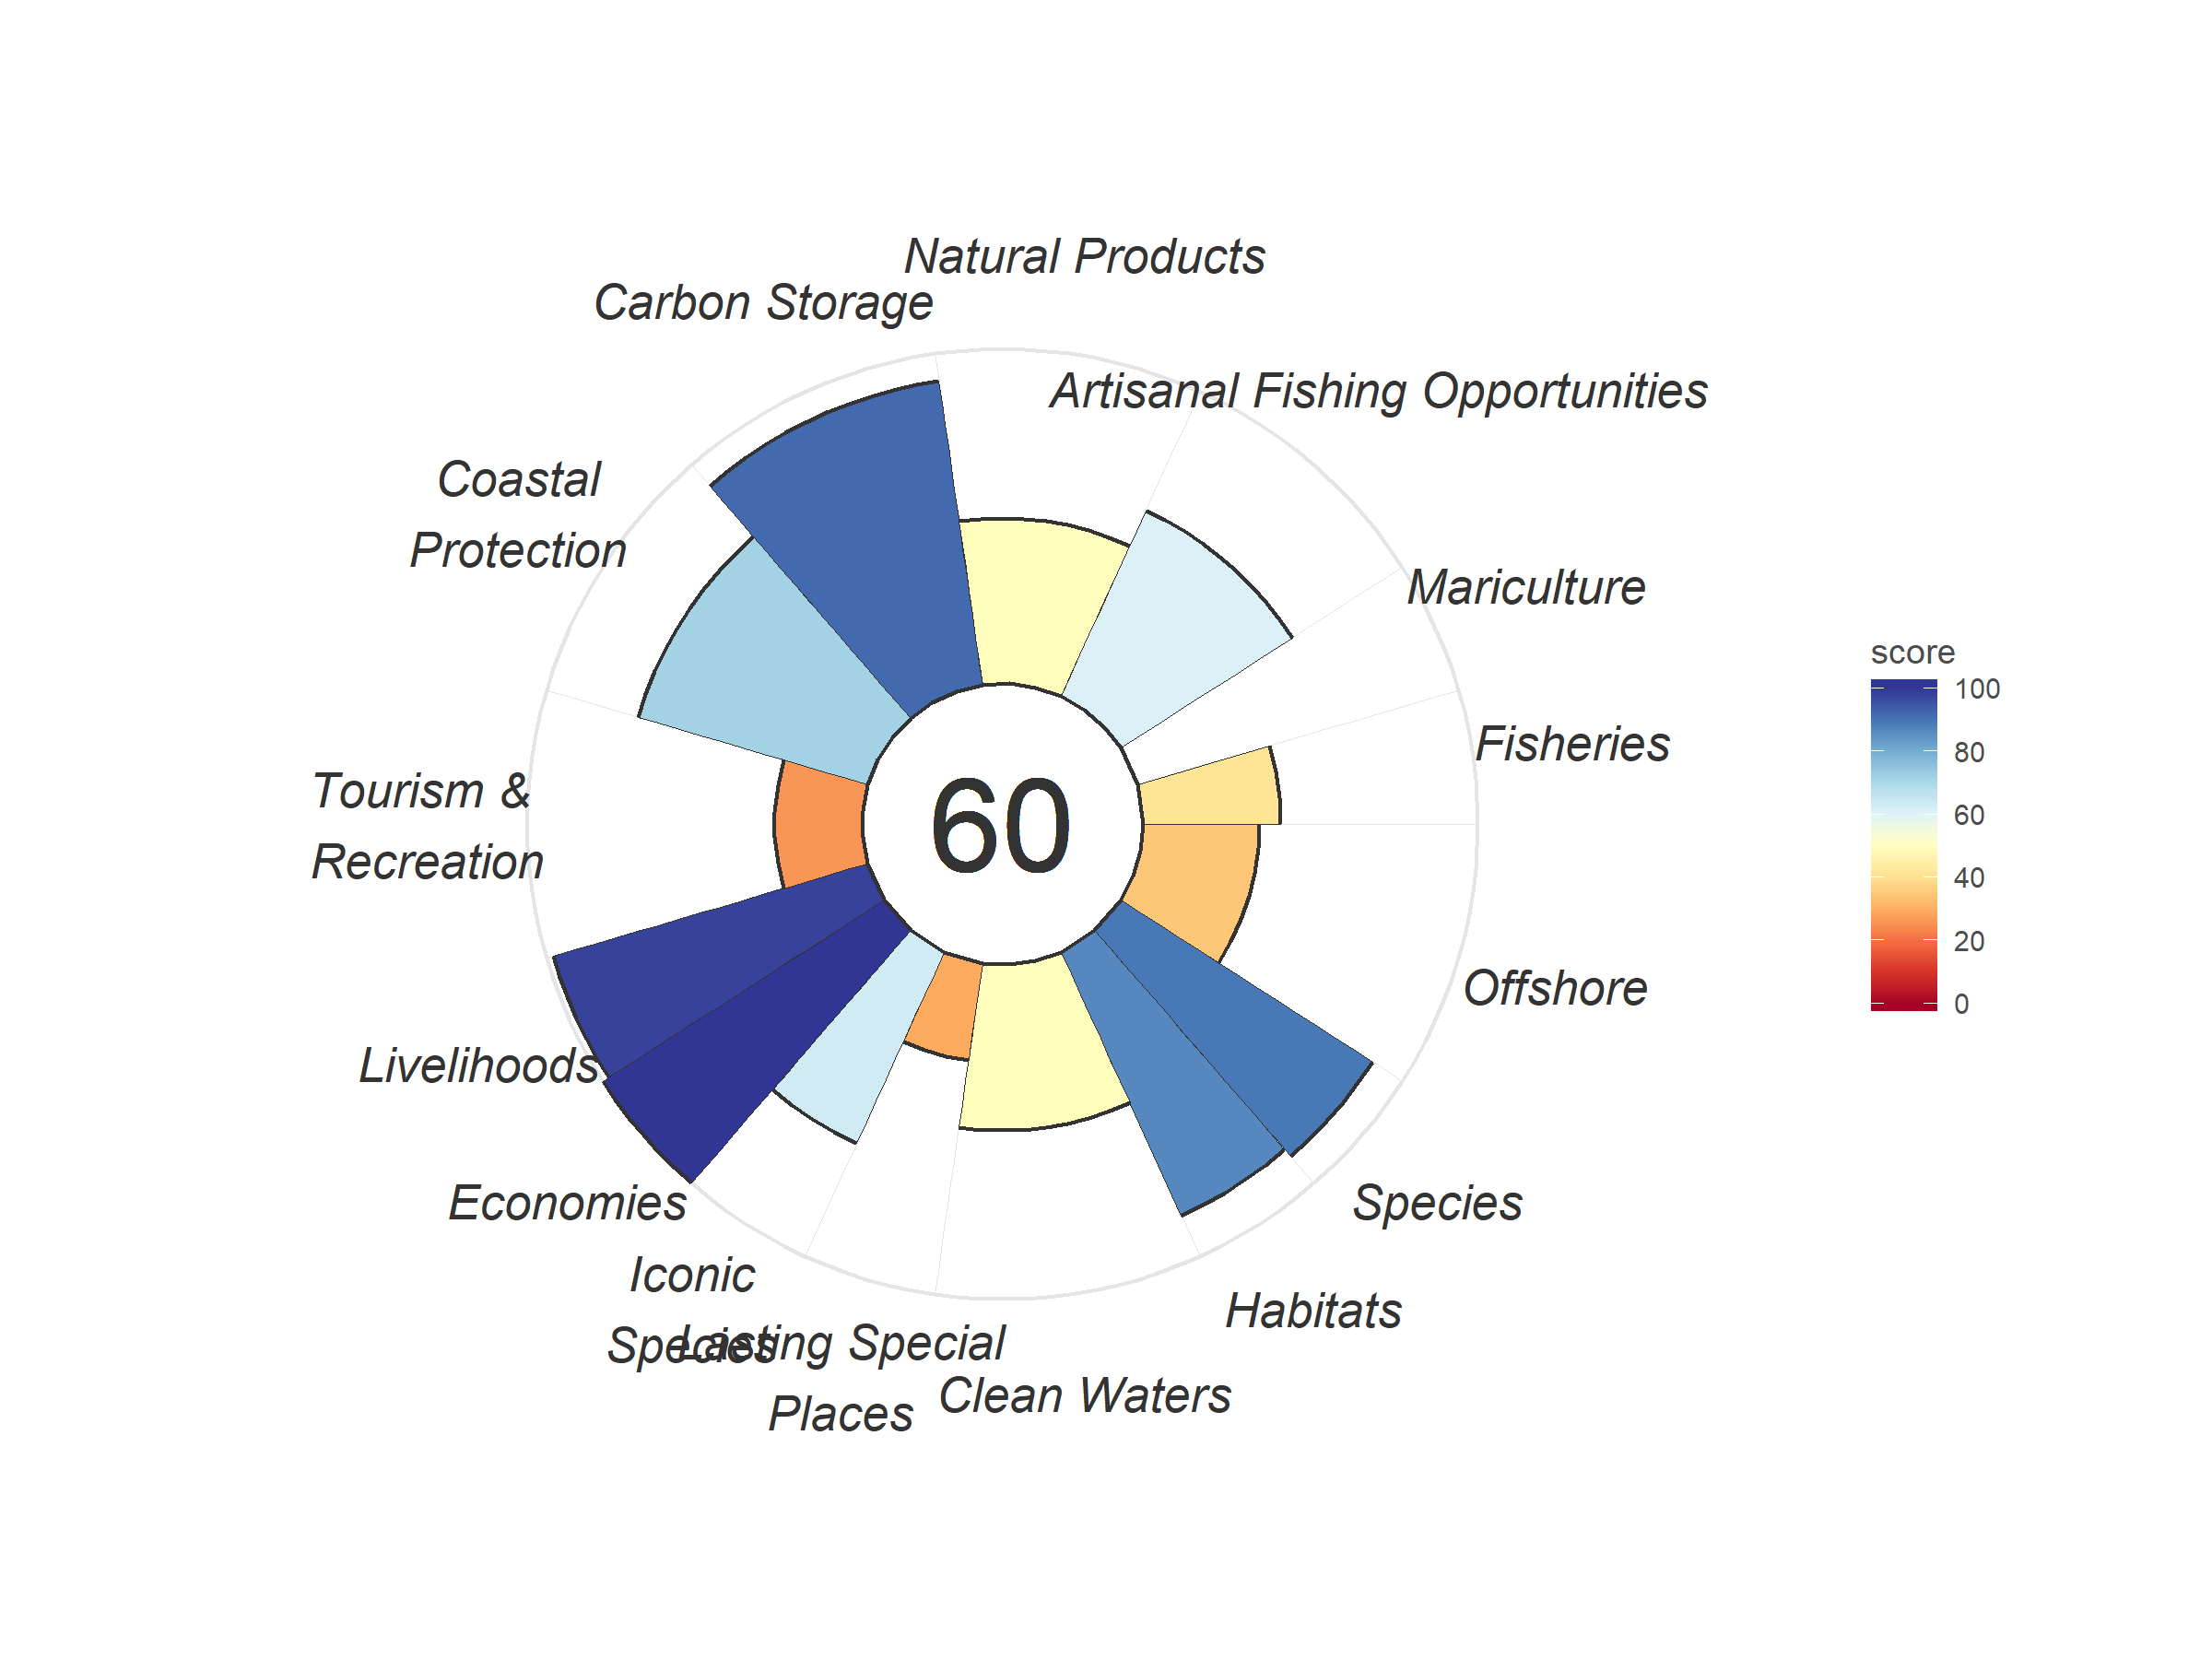 Natural Products
Carbon Storage
Artisanal Fishing Opportunities
Coastal
Protection
Mariculture
score
100
80
60
40
20
0
Fisheries
Tourism &
Recreation
60
Offshore
Livelihoods
Economies
Species
Iconic
Species
Habitats
Lasting Special
Places
Clean Waters